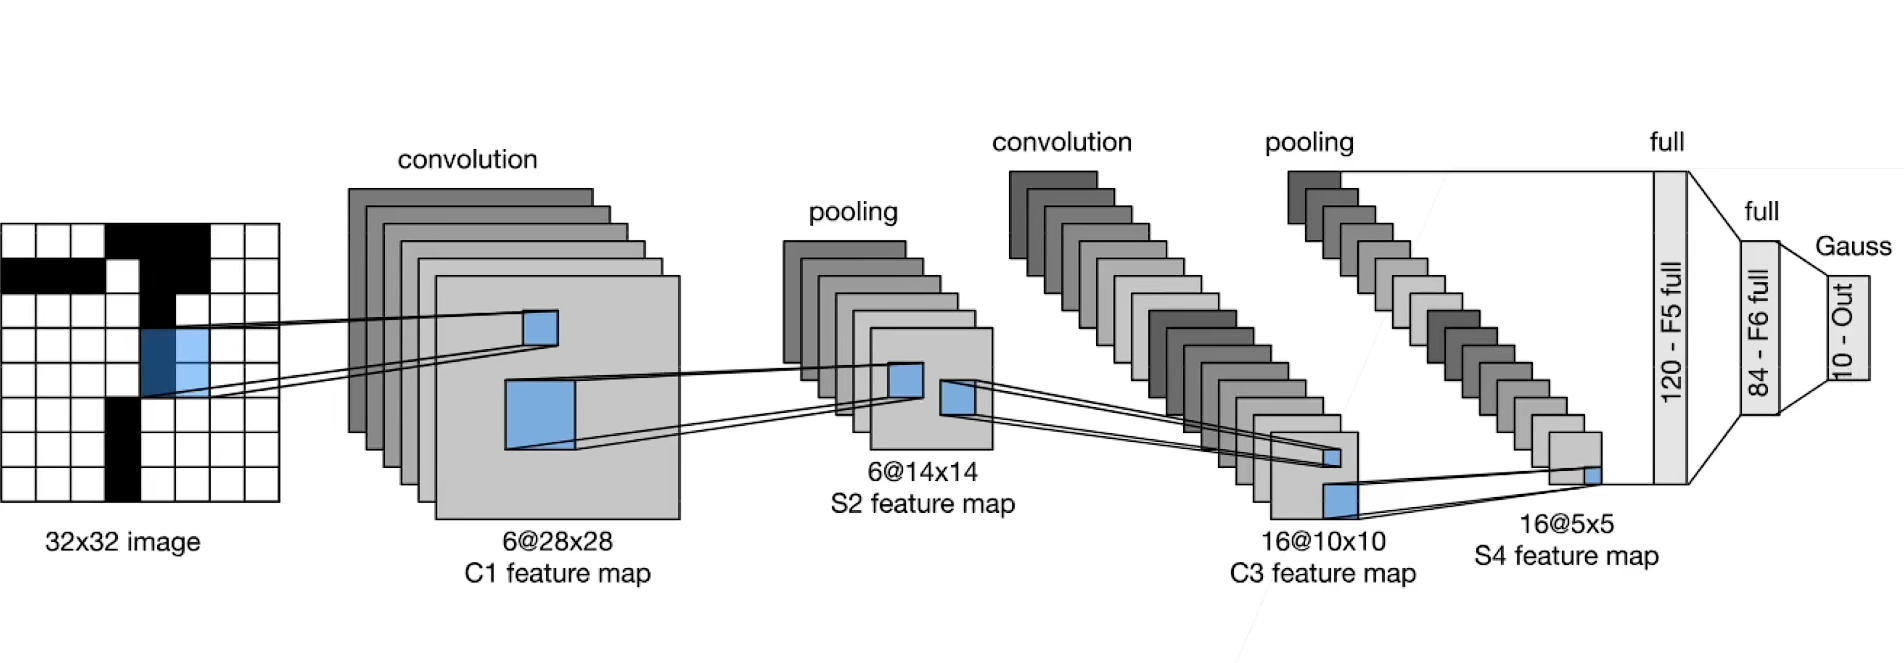 convolution
pooling
convolution
pooling
full
full
Gauss
32x32 image
6@28x28
C1 feature map
6@14x14
S2 feature map
16@10x10
C3 feature map
16@5x5
S4 feature map
120 - F5 full
84 - F6 full
10 - Out